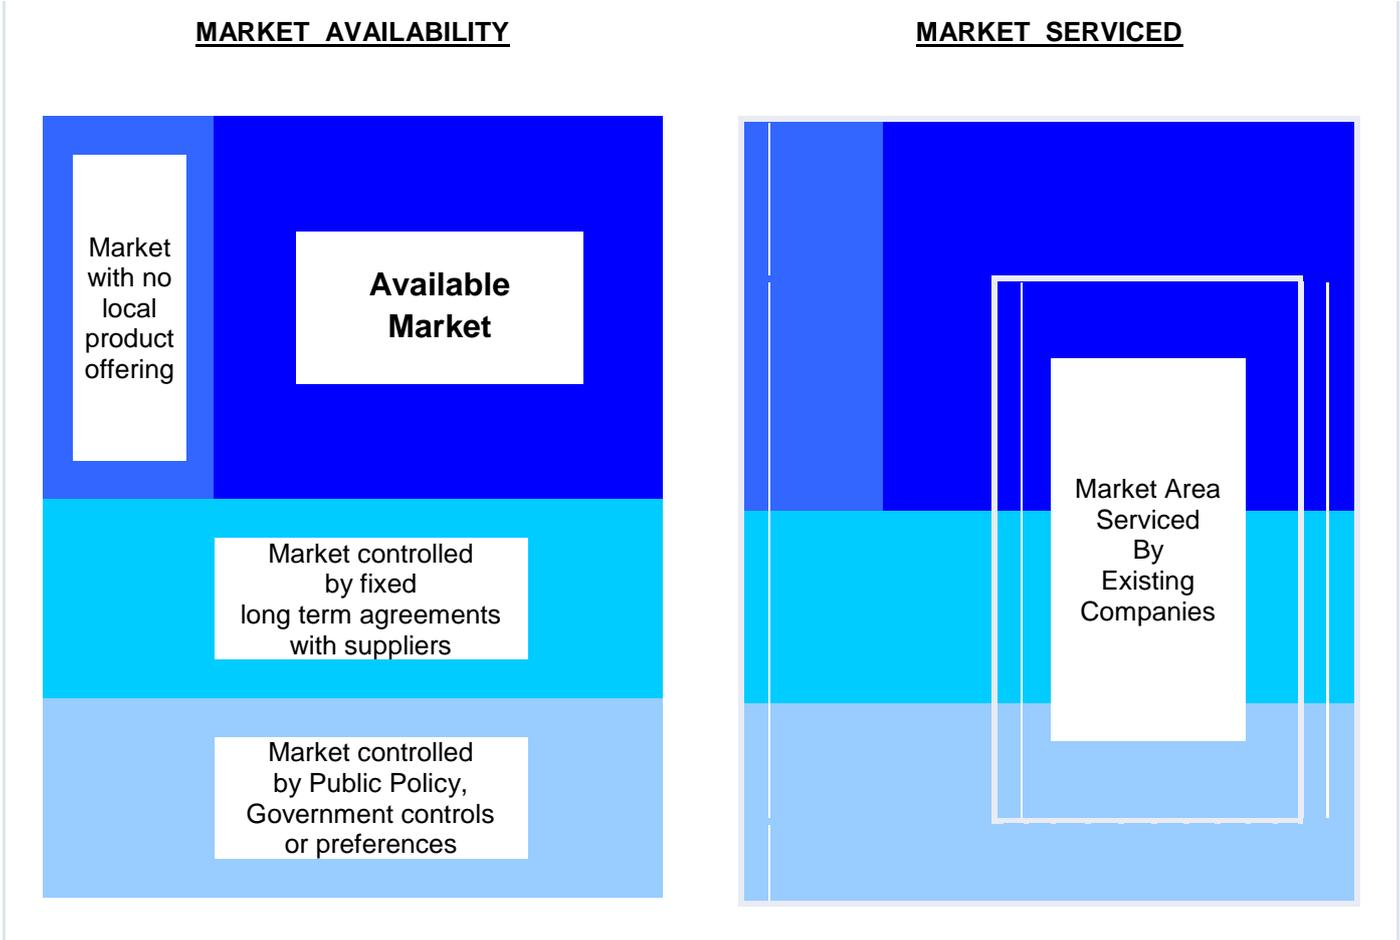 MARKET AVAILABILITY
MARKET SERVICED
Market
with no
local
product
offering
Available
Market
Market controlled
by fixed
long term agreements
with suppliers
Market controlled
by Public Policy,
Government controls
or preferences
Market Area
Serviced
By
Existing
Companies